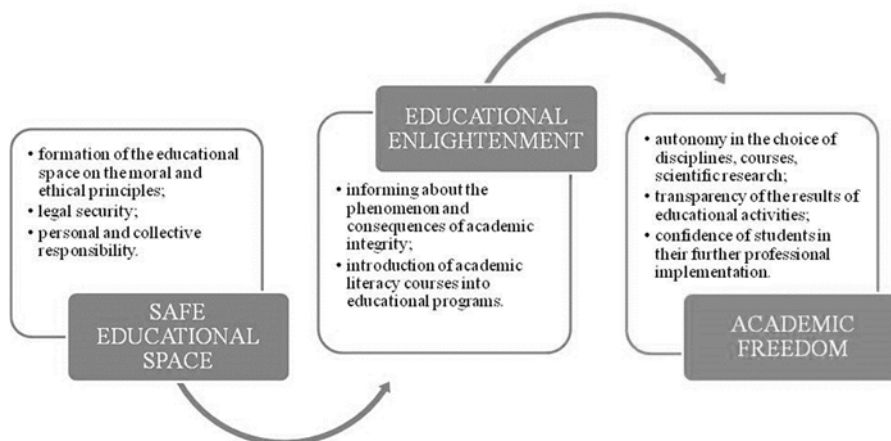 • formation of the educational
space on the moral and
ethical principles;
• legal security;
• personal and collective
responsibility.
SAFE
EDUCATIONAL
SPACE
EDUCATIONAL
ENLIGHTENMENT
• informing about the
phenomenon and
consequences of academic
integrity;
• introduction of academic
literacy courses into
educational programs.
• autonomy in the choice of
disciplines, courses,
scientific research;
• transparency of the results of
educational activities;
• confidence of students in
their further professional
implementation.
ACADEMIC
FREEDOM